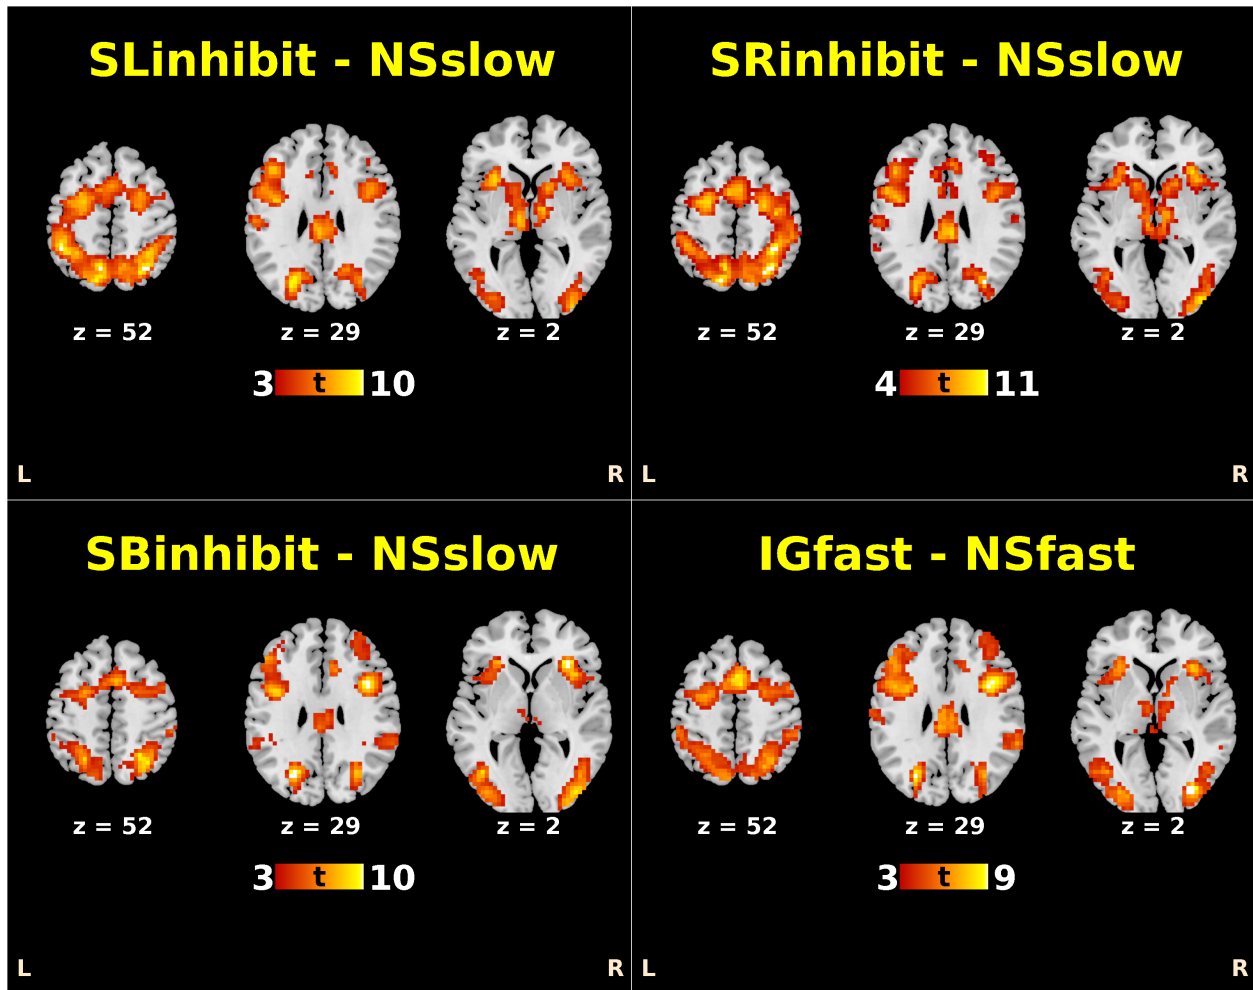 SLinhibit - NSslow
z = 52 z = 29 z = 2
3 t 10
L R
SRinhibit - NSslow
z = 52 z = 29 z = 2
4 t 11
L R
SBinhibit - NSslow
z = 52 z = 29 z = 2
3 t 10
L R
IGfast - NSfast
z = 52 z = 29 z = 2
3 t 9
L R